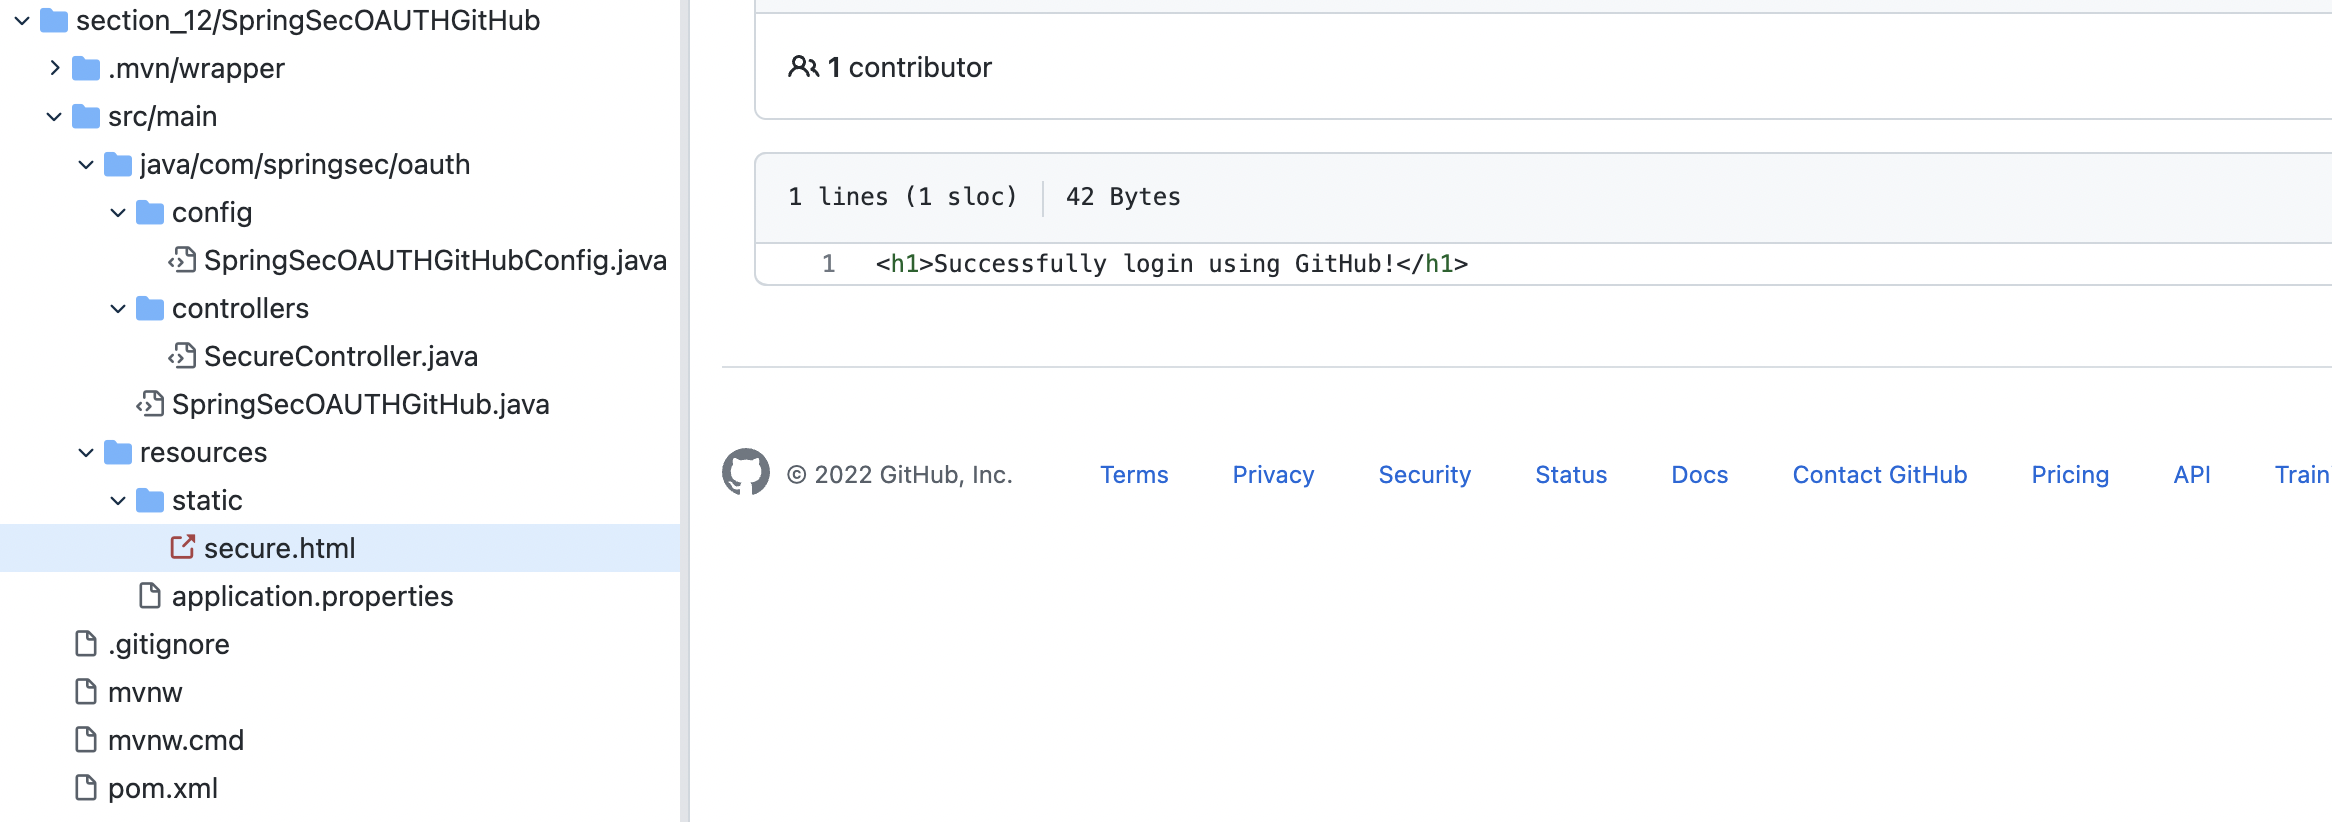 section_12/SpringSecOAUTHGitHub
.mvn/wrapper
src/main
java/com/springsec/oauth
config
SpringSecOAUTHGitHubConfig.java
controllers
SecureController.java
SpringSecOAUTHGitHub.java
resources
static
secure.html
application.properties
.gitignore
mvnw
mvnw.cmd
pom.xml
1 contributor
1 lines (1 sloc) 42 Bytes
1 <h1>Successfully login using GitHub!</h1>
© 2022 GitHub, Inc. Terms Privacy Security Status Docs Contact GitHub Pricing API Train